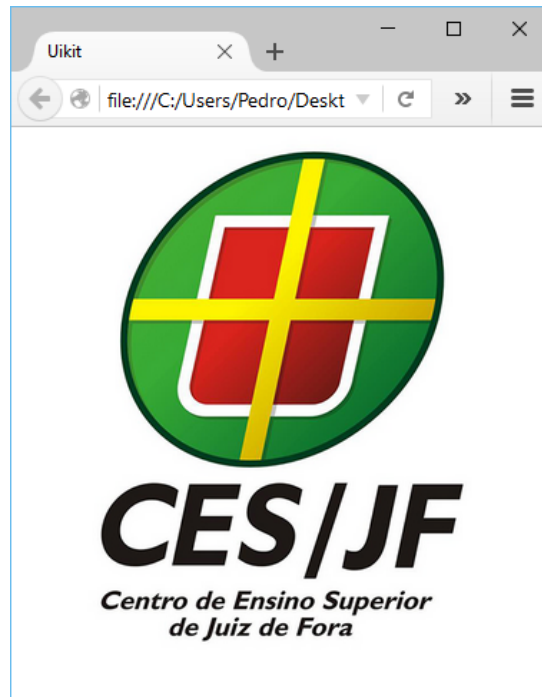 Uikit
file:///C:/Users/Pedro/Deskt
CES/JF
Centro de Ensino Superior
de Juiz de Fora